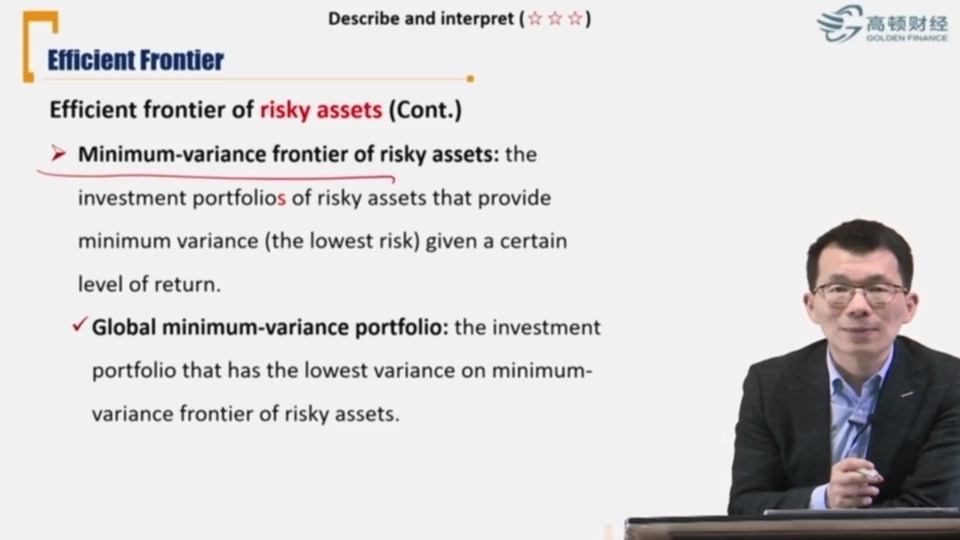 Describe and interpret (☆☆☆)
高顿财经
GOLDEN FINANCE
Efficient Frontier
Efficient frontier of risky assets (Cont.)
Minimum-variance frontier of risky assets: the
investment portfolios of risky assets that provide
minimum variance (the lowest risk) given a certain
level of return.
Global minimum-variance portfolio: the investment
portfolio that has the lowest variance on minimum-
variance frontier of risky assets.